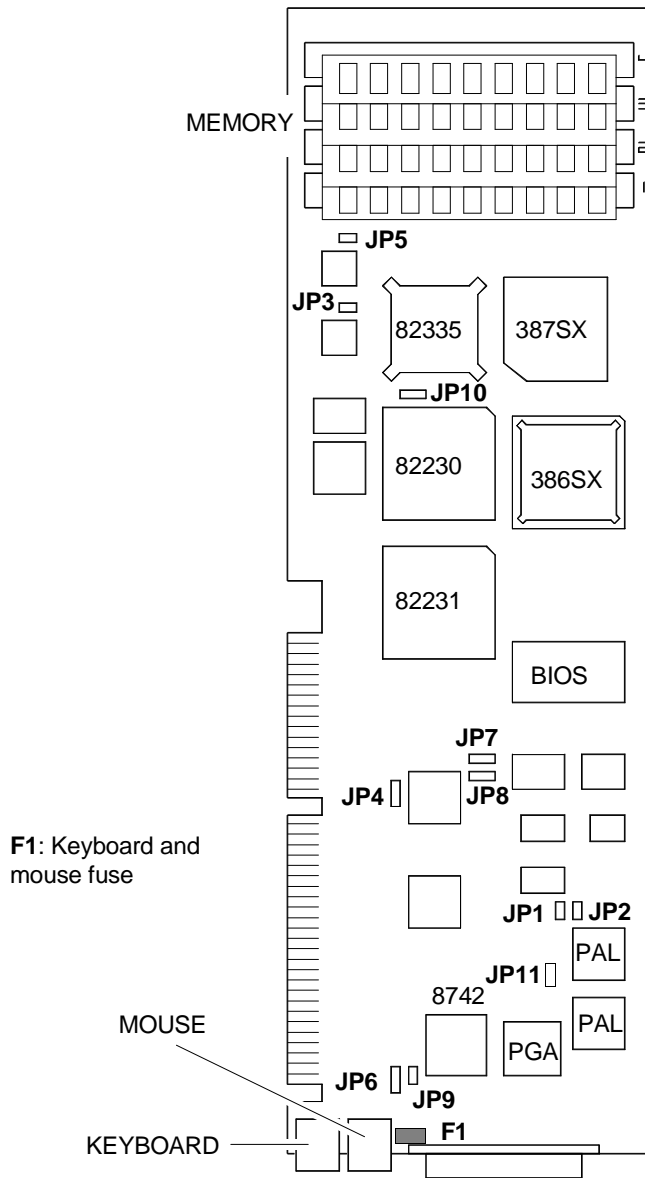 MEMORY
JP5
JP3
82335
387SX
JP10
82230
386SX
82231
BIOS
JP7
JP4
JP8
F1: Keyboard and
mouse fuse
JP1
JP2
PAL
JP11
8742
MOUSE
PAL
PGA
JP6
JP9
F1
KEYBOARD